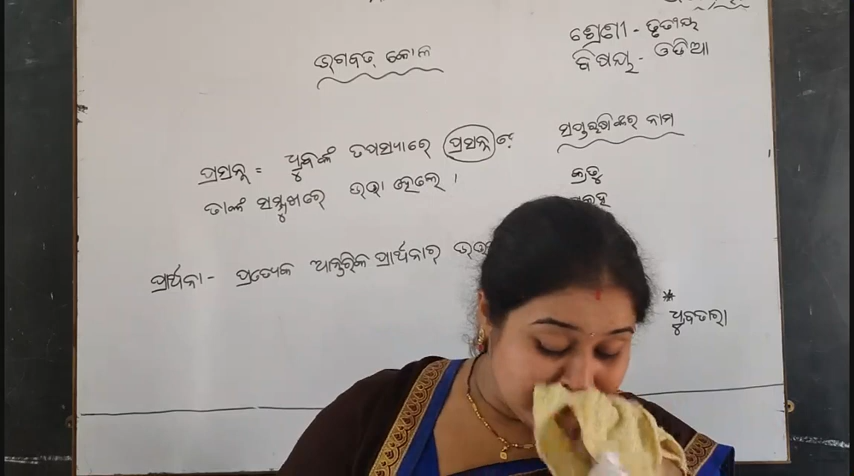 ଶ୍ରେଣୀ - ତୃତୀୟ
ବିଷୟ - ଓଡିଆ
ଭଗବତ୍ କୋଳ
ସପ୍ତଋଷିଙ୍କର ନାମ
ପ୍ରସନ୍ନ = ଧ୍ରୁବଙ୍କ ତପସ୍ୟାରେ ପ୍ରସନ୍ନ
ତାଙ୍କ ସମ୍ମୁଖରେ ଉଭା ହେଲେ ।
କ୍ରତୁ
ପ୍ରାର୍ଥନା - ପ୍ରତ୍ୟେକ ଆନ୍ତରିକ ପ୍ରାର୍ଥନାର
* ଧ୍ରୁବତାରା